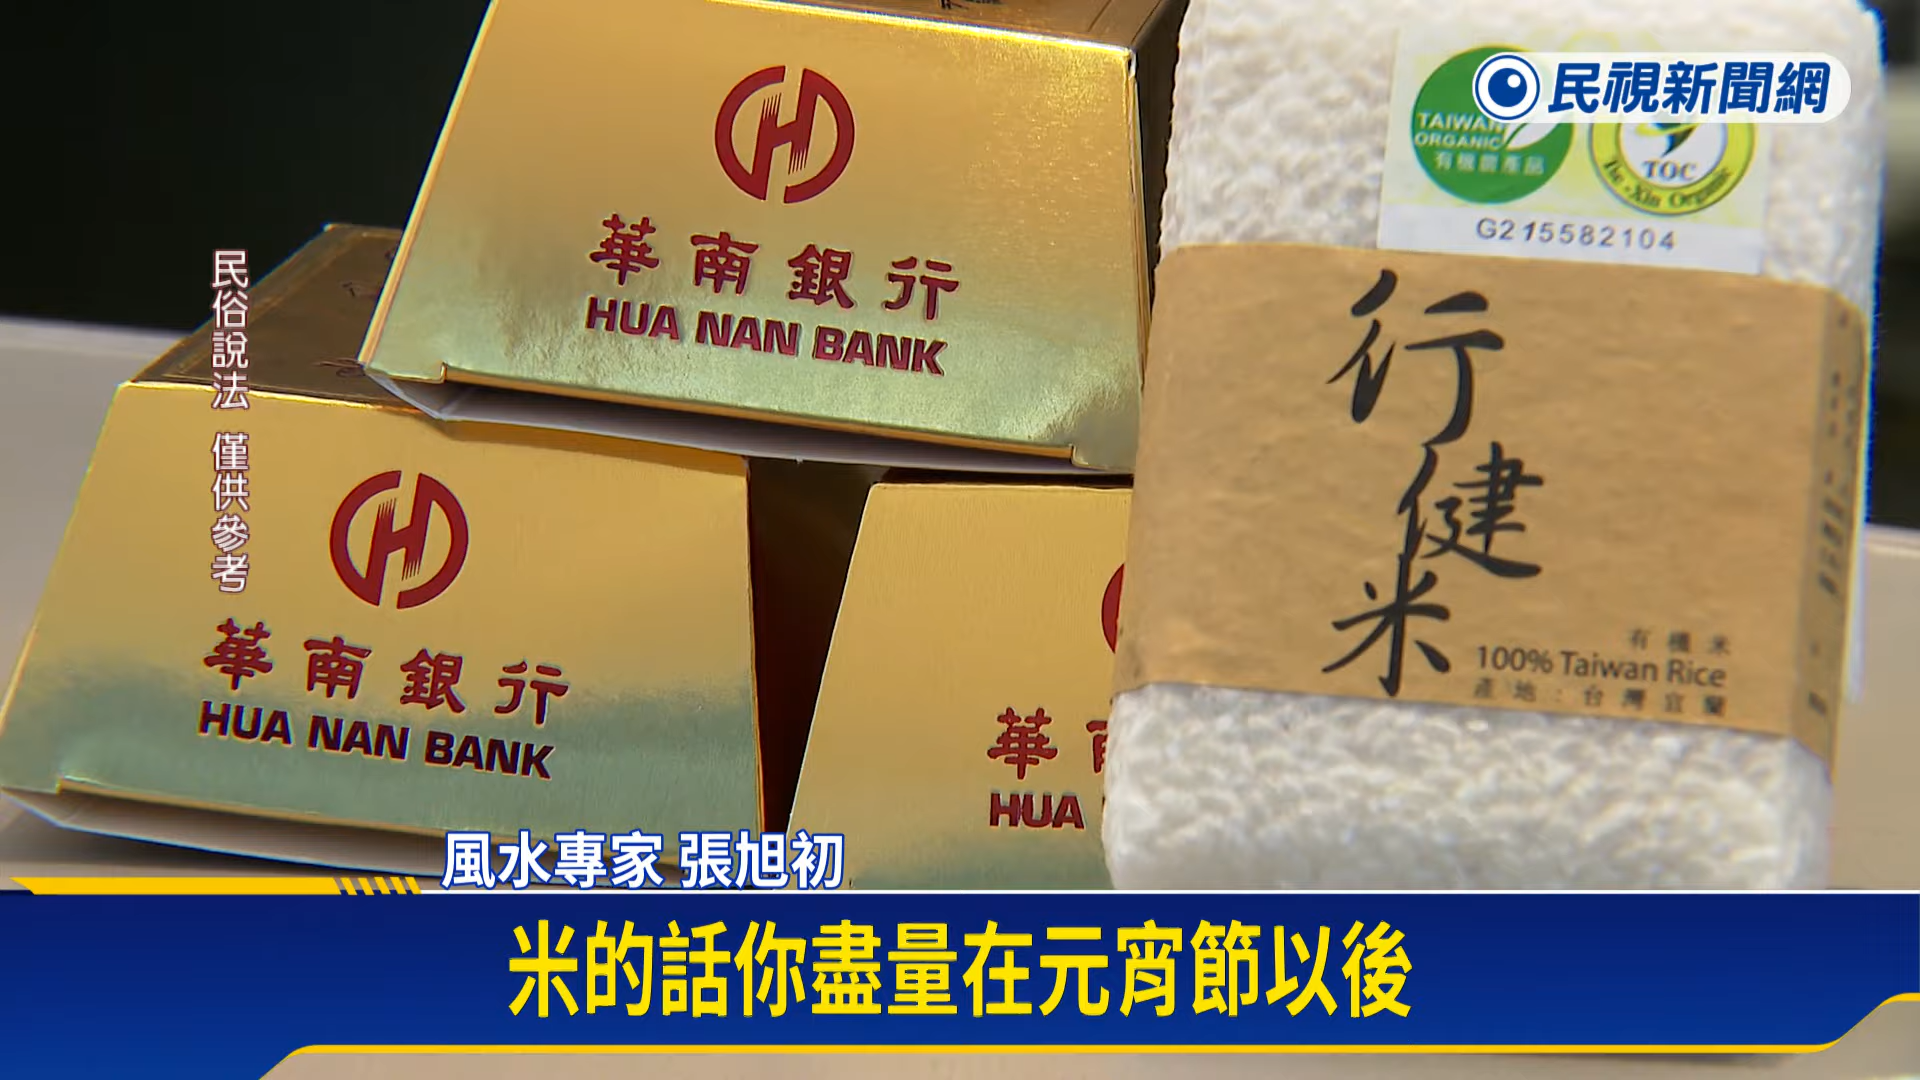 民視新聞網
TAIWAN
ORGANIC
有機農產品
TOC
Tse-Xin Organic
G215582104
行健米
有機米
100% Taiwan Rice
產地：台灣宜蘭
華南銀行
HUA NAN BANK
華南銀行
HUA NAN BANK
華
HUA
民俗說法 僅供參考
風水專家 張旭初
米的話你盡量在元宵節以後